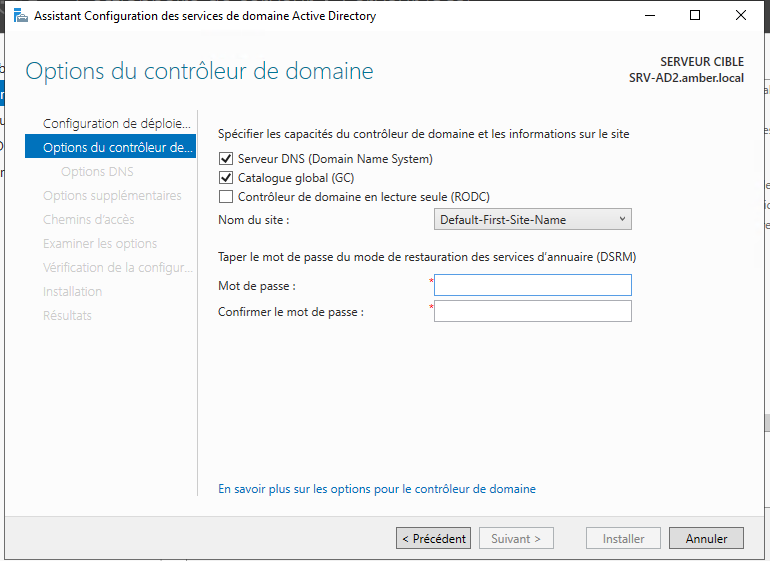 Assistant Configuration des services de domaine Active Directory
Options du contrôleur de domaine
SERVEUR CIBLE
SRV-AD2.amber.local
Configuration de déploie...
Options du contrôleur de...
Options DNS
Options supplémentaires
Chemins d'accès
Examiner les options
Vérification de la configur...
Installation
Résultats
Spécifier les capacités du contrôleur de domaine et les informations sur le site
Serveur DNS (Domain Name System)
Catalogue global (GC)
Contrôleur de domaine en lecture seule (RODC)
Nom du site :
Default-First-Site-Name
Taper le mot de passe du mode de restauration des services d'annuaire (DSRM)
Mot de passe :
*
Confirmer le mot de passe :
*
En savoir plus sur les options pour le contrôleur de domaine
< Précédent
Suivant >
Installer
Annuler